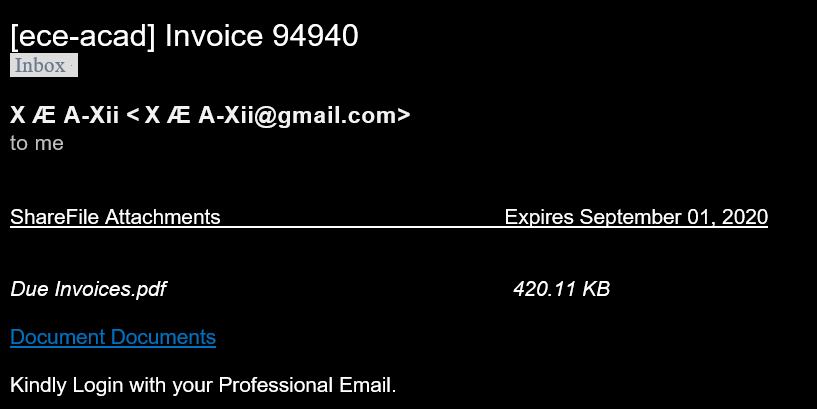 [ece-acad] Invoice 94940
Inbox
X Æ A-Xii < X Æ A-Xii@gmail.com>
to me
ShareFile Attachments Expires September 01, 2020
Due Invoices.pdf 420.11 KB
Document Documents
Kindly Login with your Professional Email.